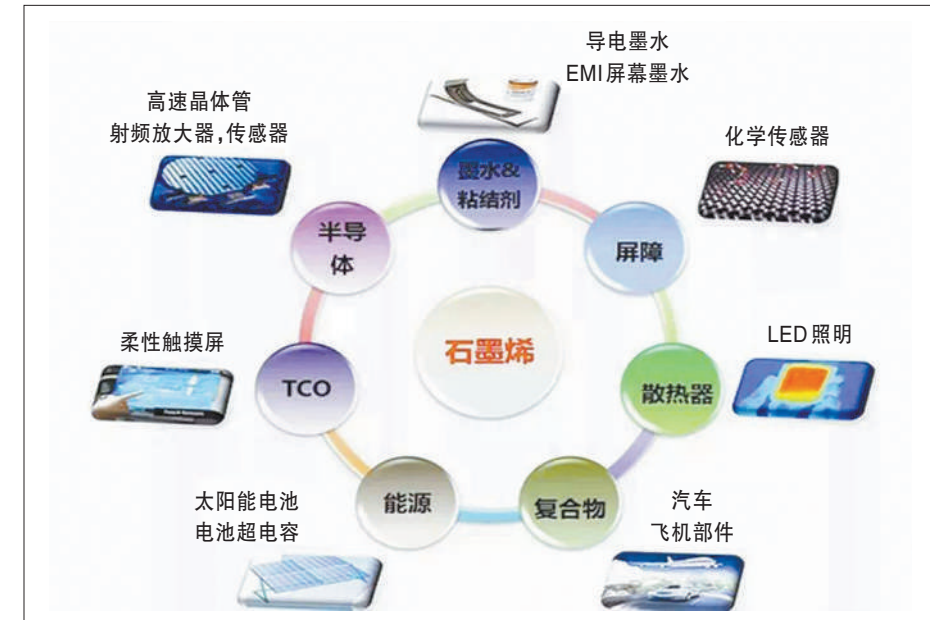 导电墨水
EMI屏幕墨水
高速晶体管
射频放大器,传感器
化学传感器
墨水&
粘结剂
半导
体
屏障
石墨烯
柔性触摸屏
LED照明
TCO
散热器
太阳能电池
电池超电容
能源
复合物
汽车
飞机部件